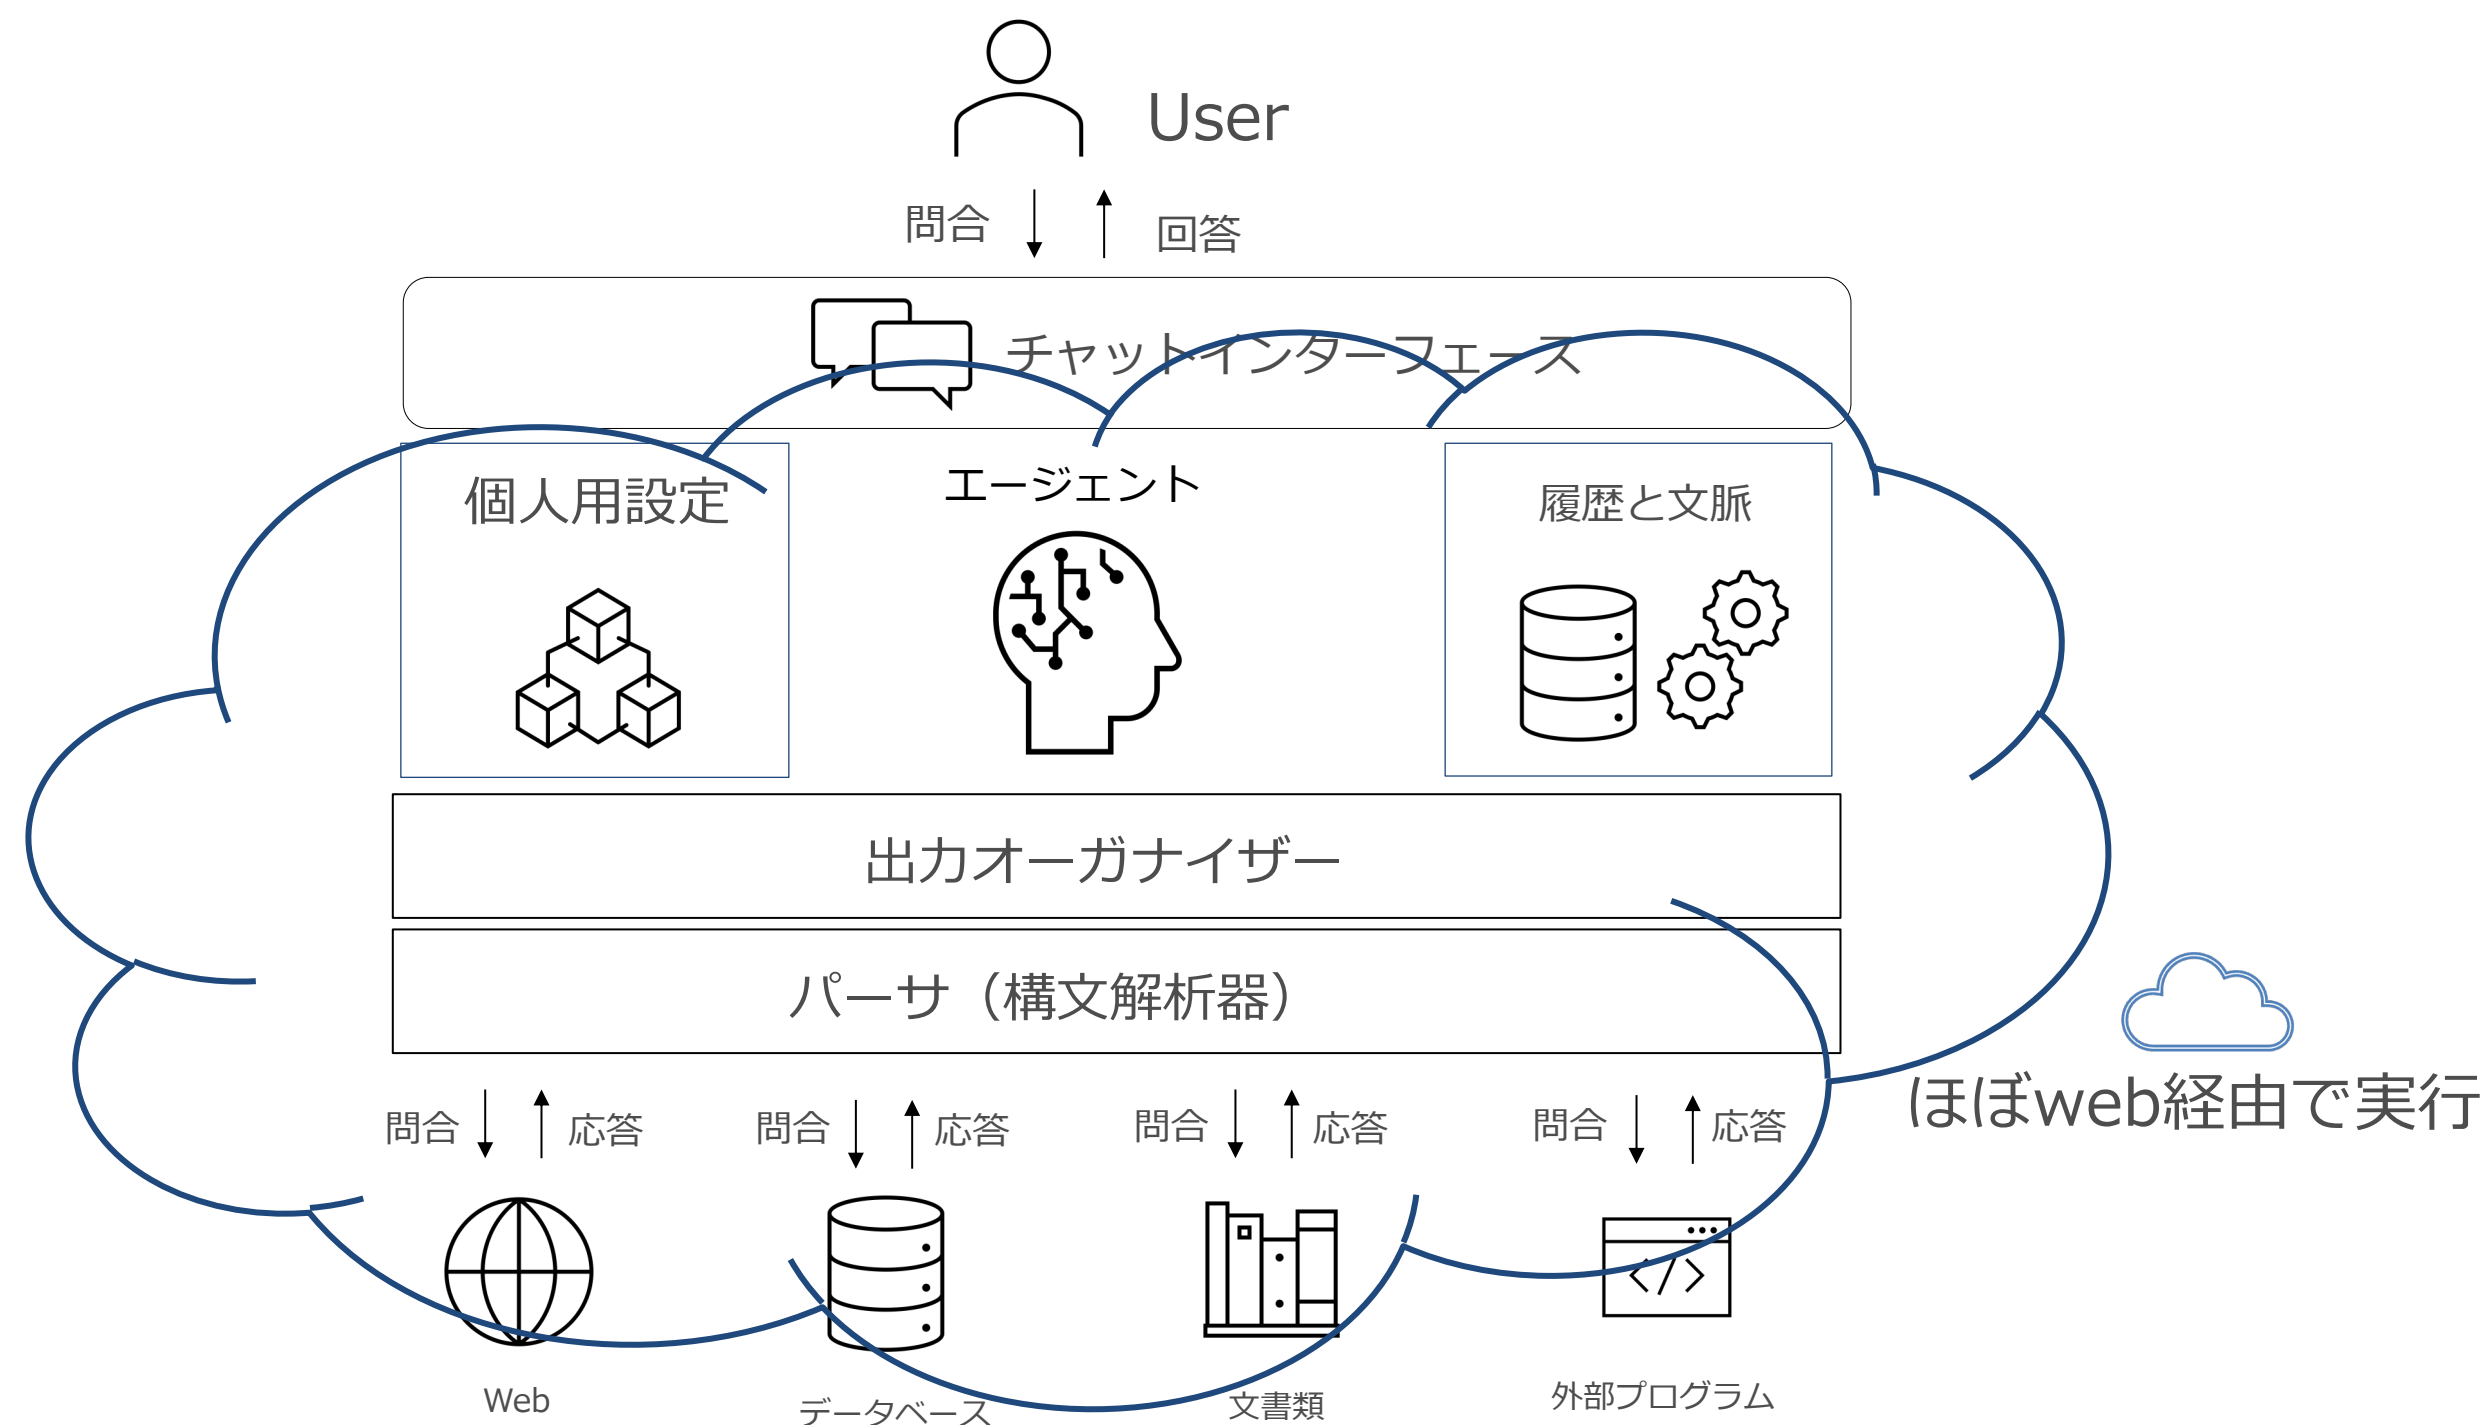 User
問合
回答
チャットインターフェース
個人用設定
エージェント
履歴と文脈
出力オーガナイザー
パーサ（構文解析器）
ほぼweb経由で実行
問合
応答
問合
応答
問合
応答
問合
応答
Web
データベース
文書類
外部プログラム